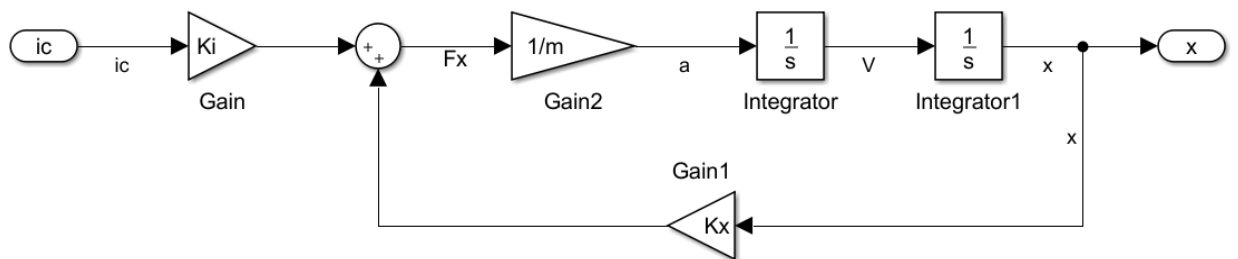 ic
ic
Ki
Gain
+
+
Fx
1/m
Gain2
a
1
s
Integrator
V
1
s
Integrator1
x
x
x
Gain1
Kx